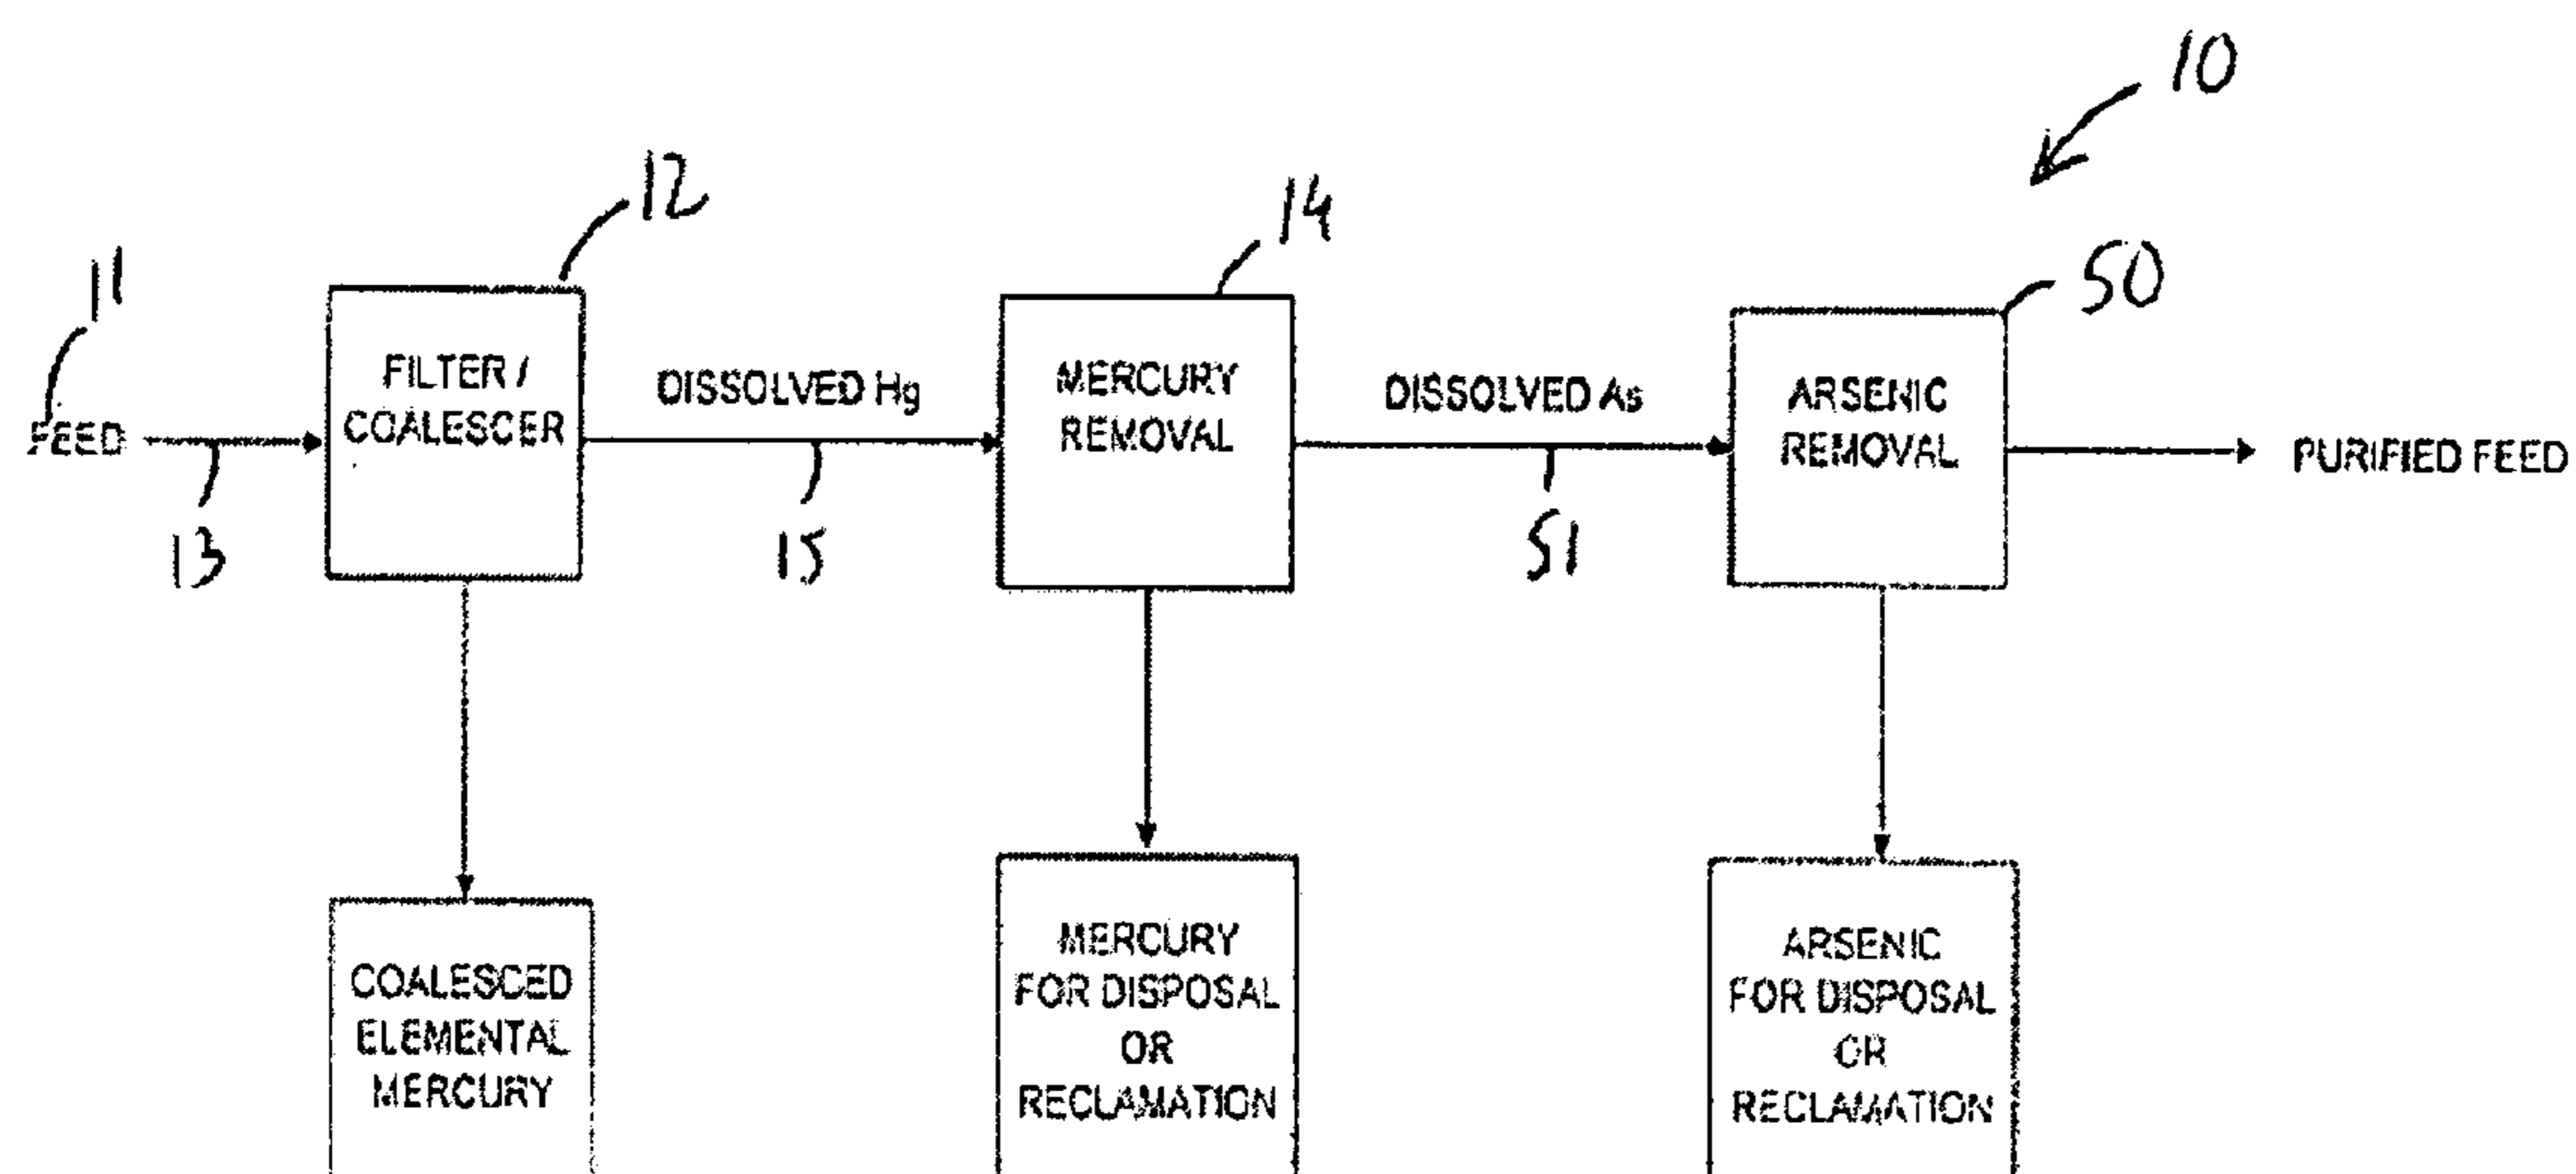 10
12
14
11
50
FILTER /
COALESCER
DISSOLVED Hg
MERCURY
REMOVAL
DISSOLVED As
ARSENIC
REMOVAL
FEED
PURIFIED FEED
13
15
51
COALESCED
ELEMENTAL
MERCURY
MERCURY
FOR DISPOSAL
OR
RECLAMATION
ARSENIC
FOR DISPOSAL
OR
RECLAMATION